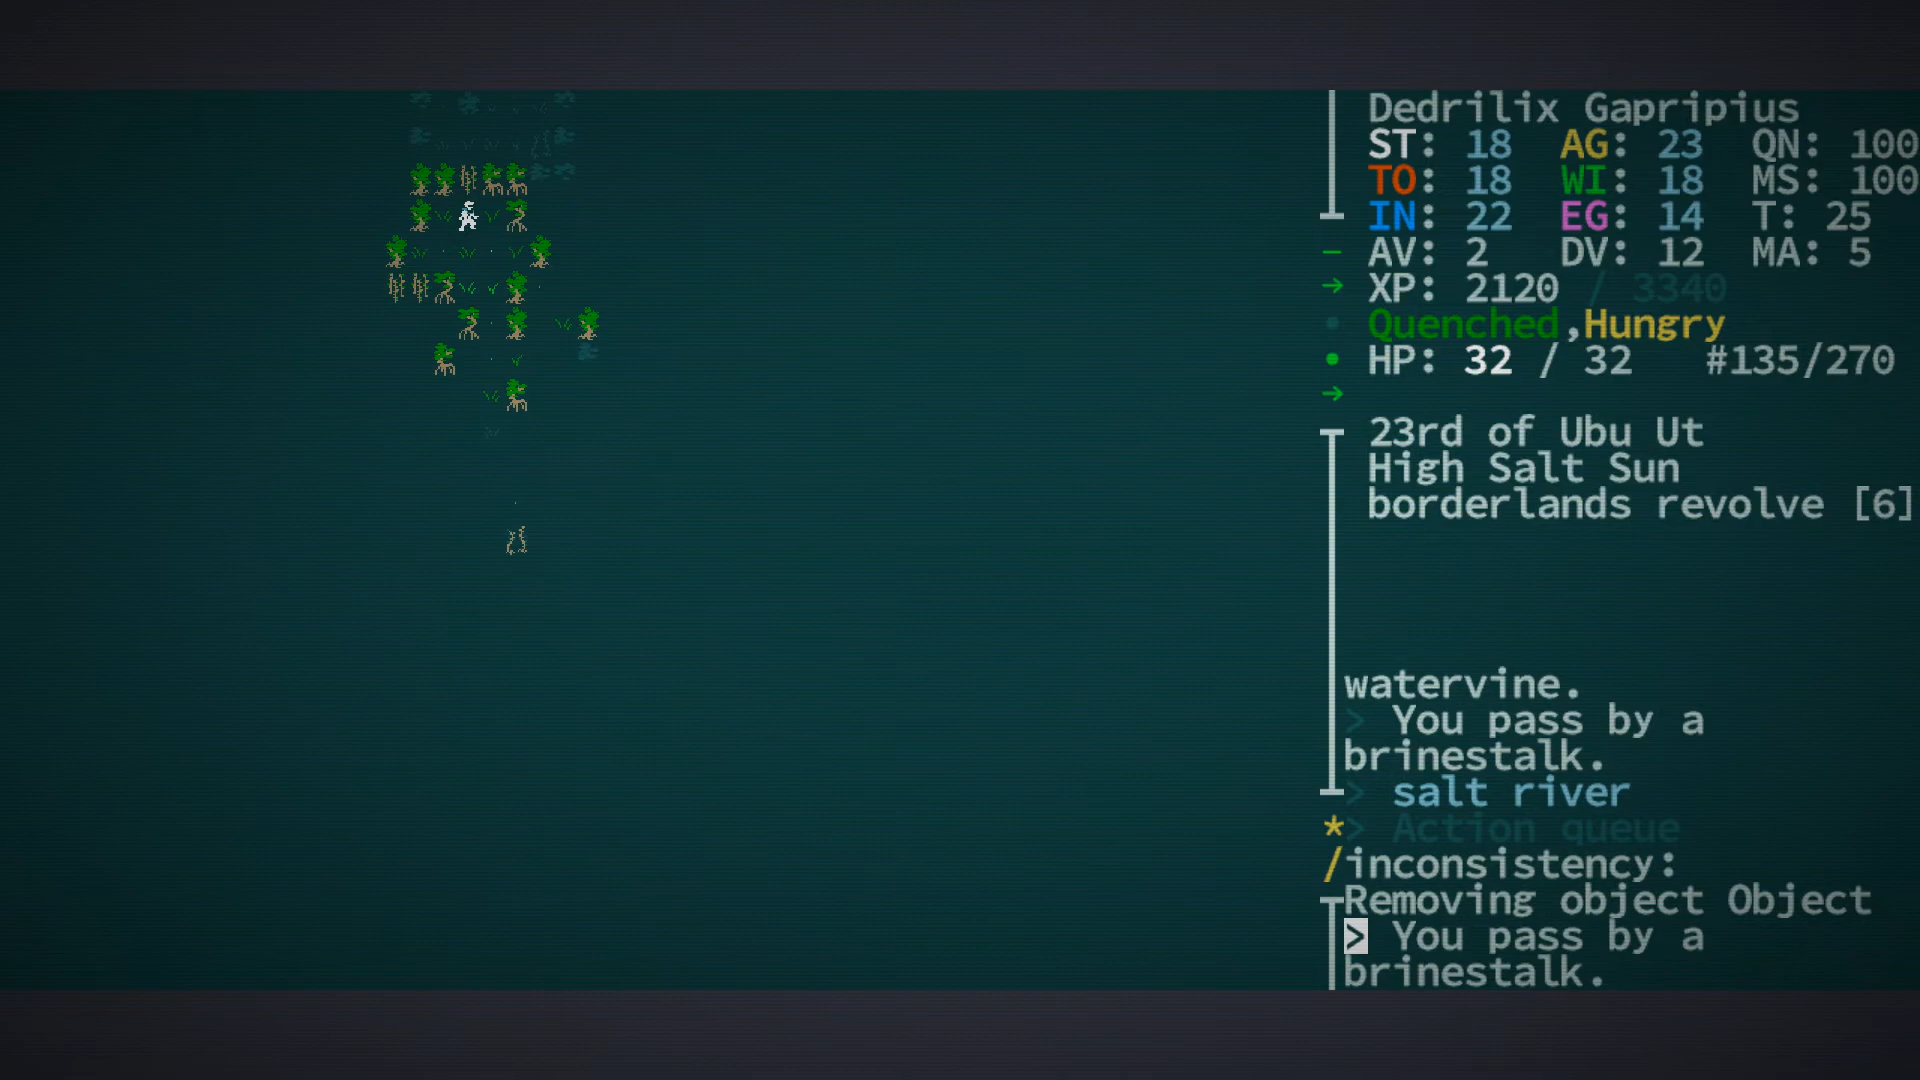 Dedrilix Gapripius
ST: 18 AG: 23 QN: 100
TO: 18 WI: 18 MS: 100
IN: 22 EG: 14 T: 25
AV: 2 DV: 12 MA: 5
XP: 2120 / 3340
Quenched,Hungry
HP: 32 / 32 #135/270
23rd of Ubu Ut
High Salt Sun
borderlands revolve [6]
watervine.
> You pass by a
brinestalk.
> salt river
*> Action queue
/inconsistency:
Removing object Object
> You pass by a
brinestalk.